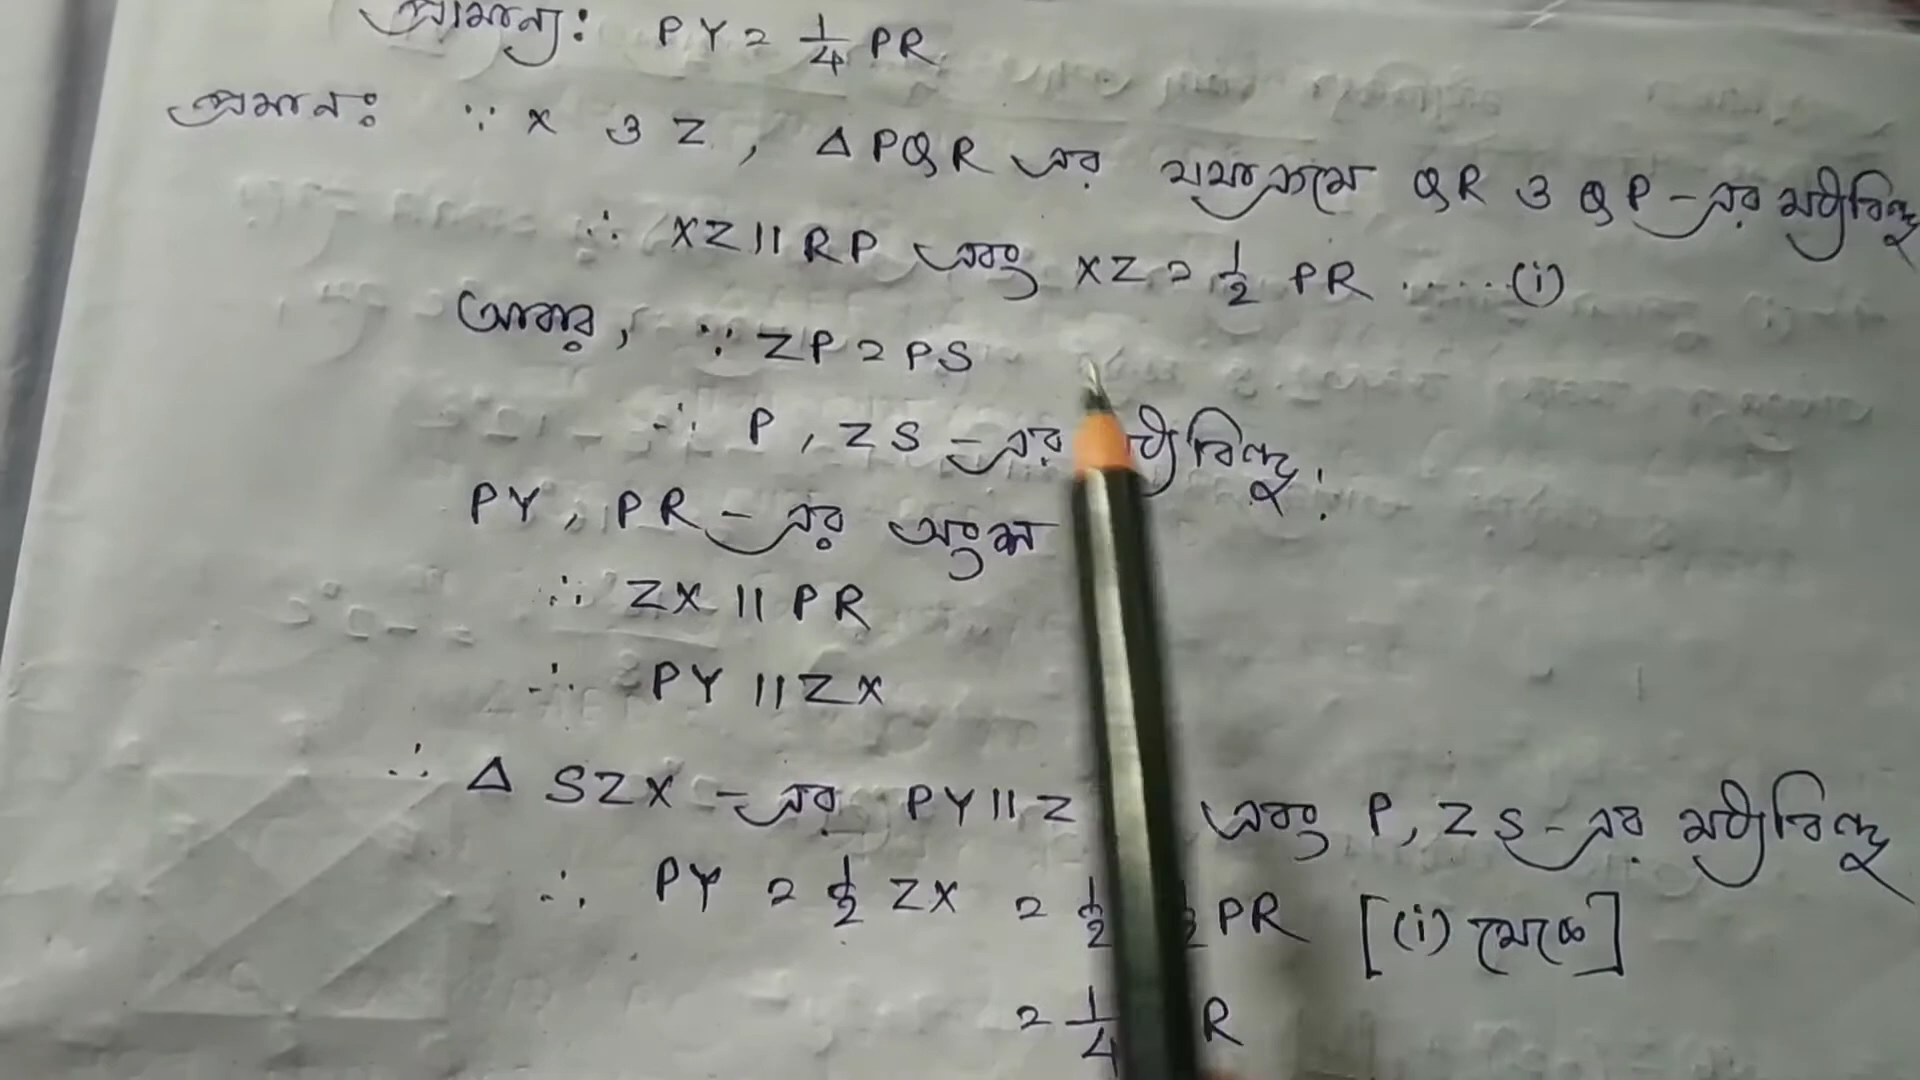 প্রামান্য: PY = 1/4 PR
প্রমান: ∵ X ও Z, △PQR এর যথাক্রমে QR ও QP-এর মধ্যবিন্দু
∴ XZ || RP এবং XZ = 1/2 PR ..... (i)
আবার, ∵ ZP = PS
∴ P, ZS-এর মধ্যবিন্দু।
PY, PR-এর অংশ
∴ ZX || PR
∴ PY || ZX
∴ △ SZX-এর PY || Z এবং P, ZS-এর মধ্যবিন্দু
∴ PY = 1/2 ZX = 1/2 1/2 PR [(i) থেকে]
= 1/4 R